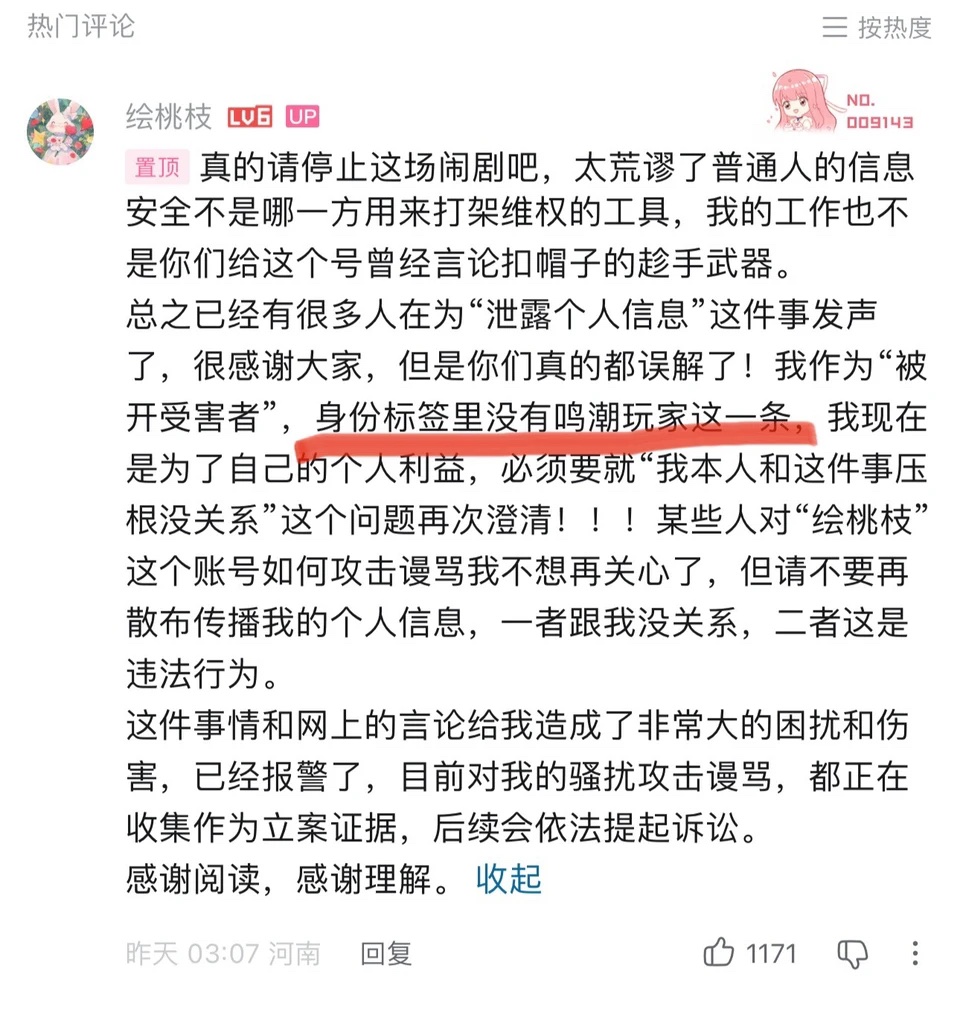 热门评论
按热度
绘桃枝 LV6 UP
NO.
009143
置顶 真的请停止这场闹剧吧，太荒谬了普通人的信息
安全不是哪一方用来打架维权的工具，我的工作也不
是你们给这个号曾经言论扣帽子的趁手武器。
总之已经有很多人在为“泄露个人信息”这件事发声
了，很感谢大家，但是你们真的都误解了！我作为“被
开受害者”，身份标签里没有鸣潮玩家这一条，我现在
是为了自己的个人利益，必须要就“我本人和这件事压
根没关系”这个问题再次澄清！！！某些人对“绘桃枝”
这个账号如何攻击谩骂我不想再关心了，但请不要再
散布传播我的个人信息，一者跟我没关系，二者这是
违法行为。
这件事情和网上的言论给我造成了非常大的困扰和伤
害，已经报警了，目前对我的骚扰攻击谩骂，都正在
收集作为立案证据，后续会依法提起诉讼。
感谢阅读，感谢理解。 收起
昨天 03:07 河南 回复 1171